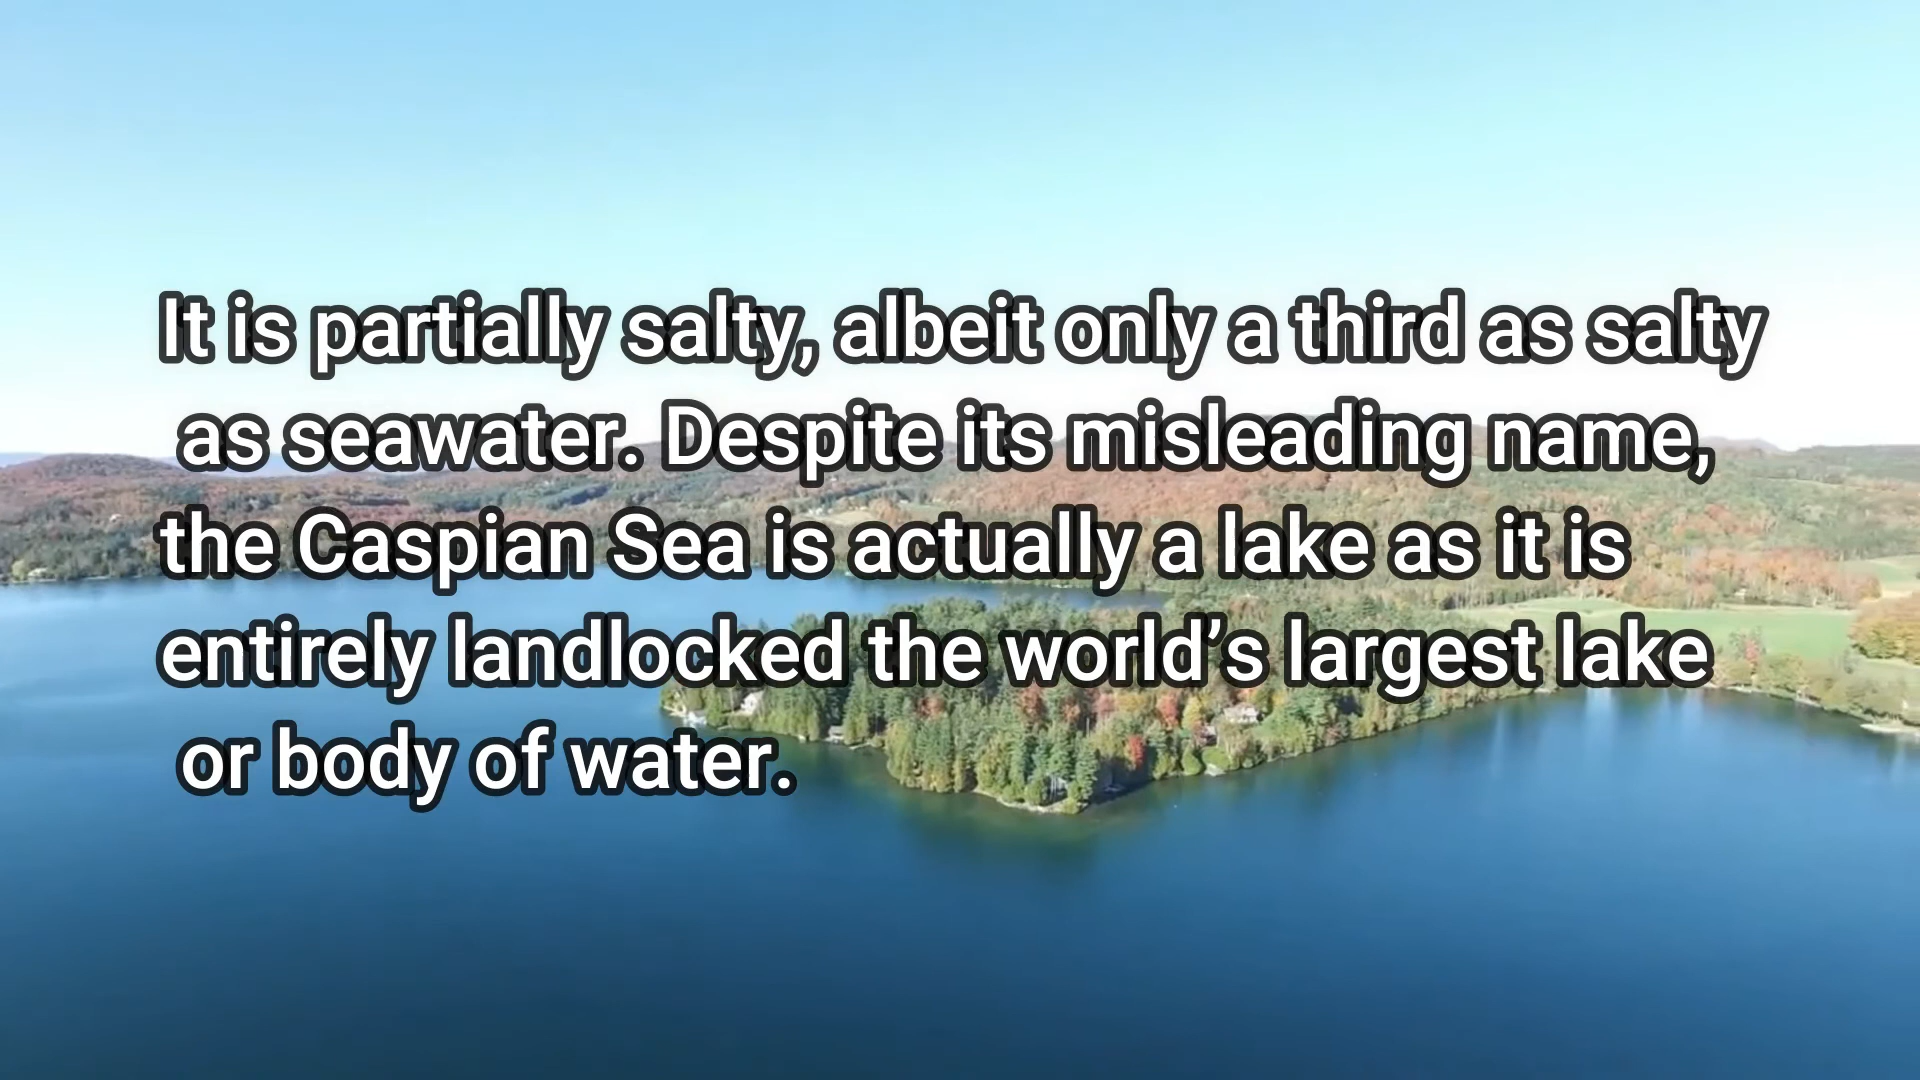 It is partially salty, albeit only a third as salty
as seawater. Despite its misleading name,
the Caspian Sea is actually a lake as it is
entirely landlocked the world’s largest lake
or body of water.